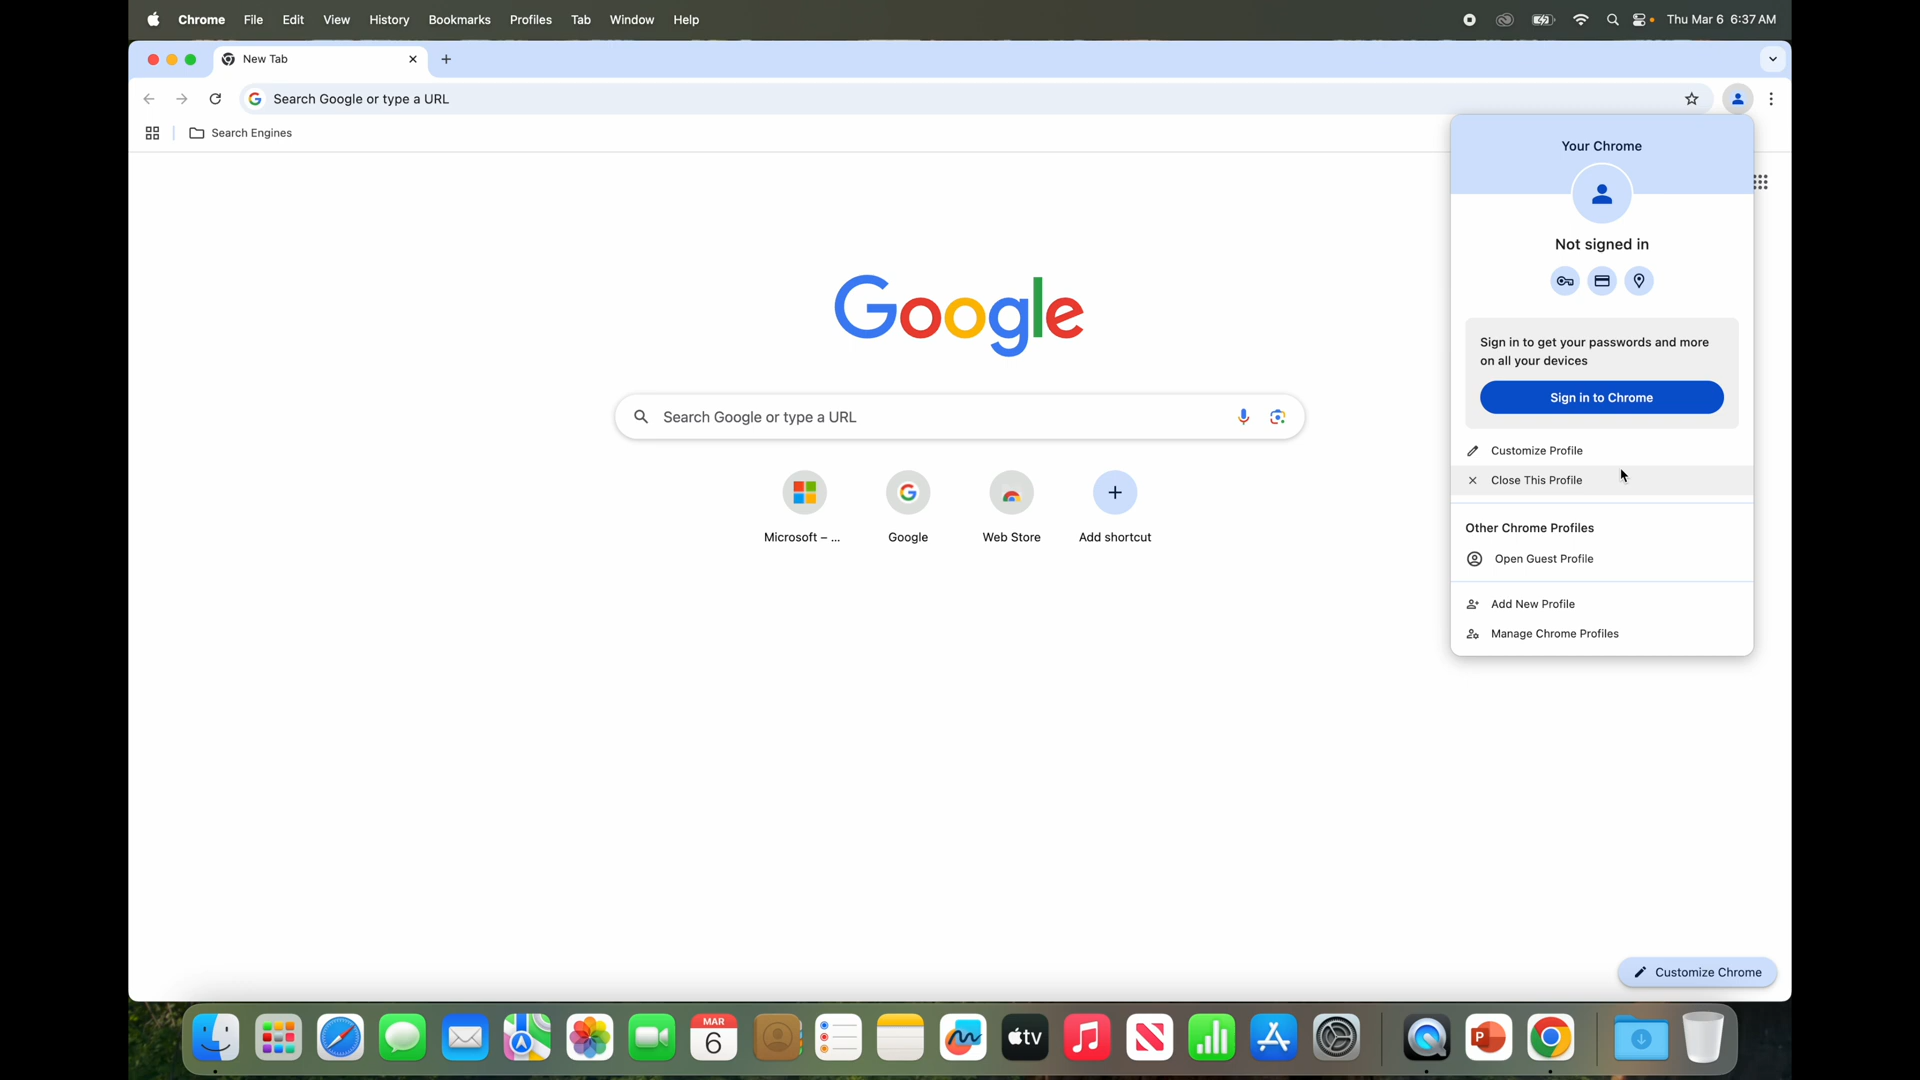 Chrome File Edit View History Bookmarks Profiles Tab Window Help Thu Mar 6 6:37 AM
New Tab
Search Google or type a URL
Search Engines
Your Chrome
Not signed in
Sign in to get your passwords and more
on all your devices
Sign in to Chrome
Customize Profile
Close This Profile
Other Chrome Profiles
Open Guest Profile
Add New Profile
Manage Chrome Profiles
Google
Search Google or type a URL
Microsoft – ... Google Web Store Add shortcut
Customize Chrome
MAR
6
tv
P